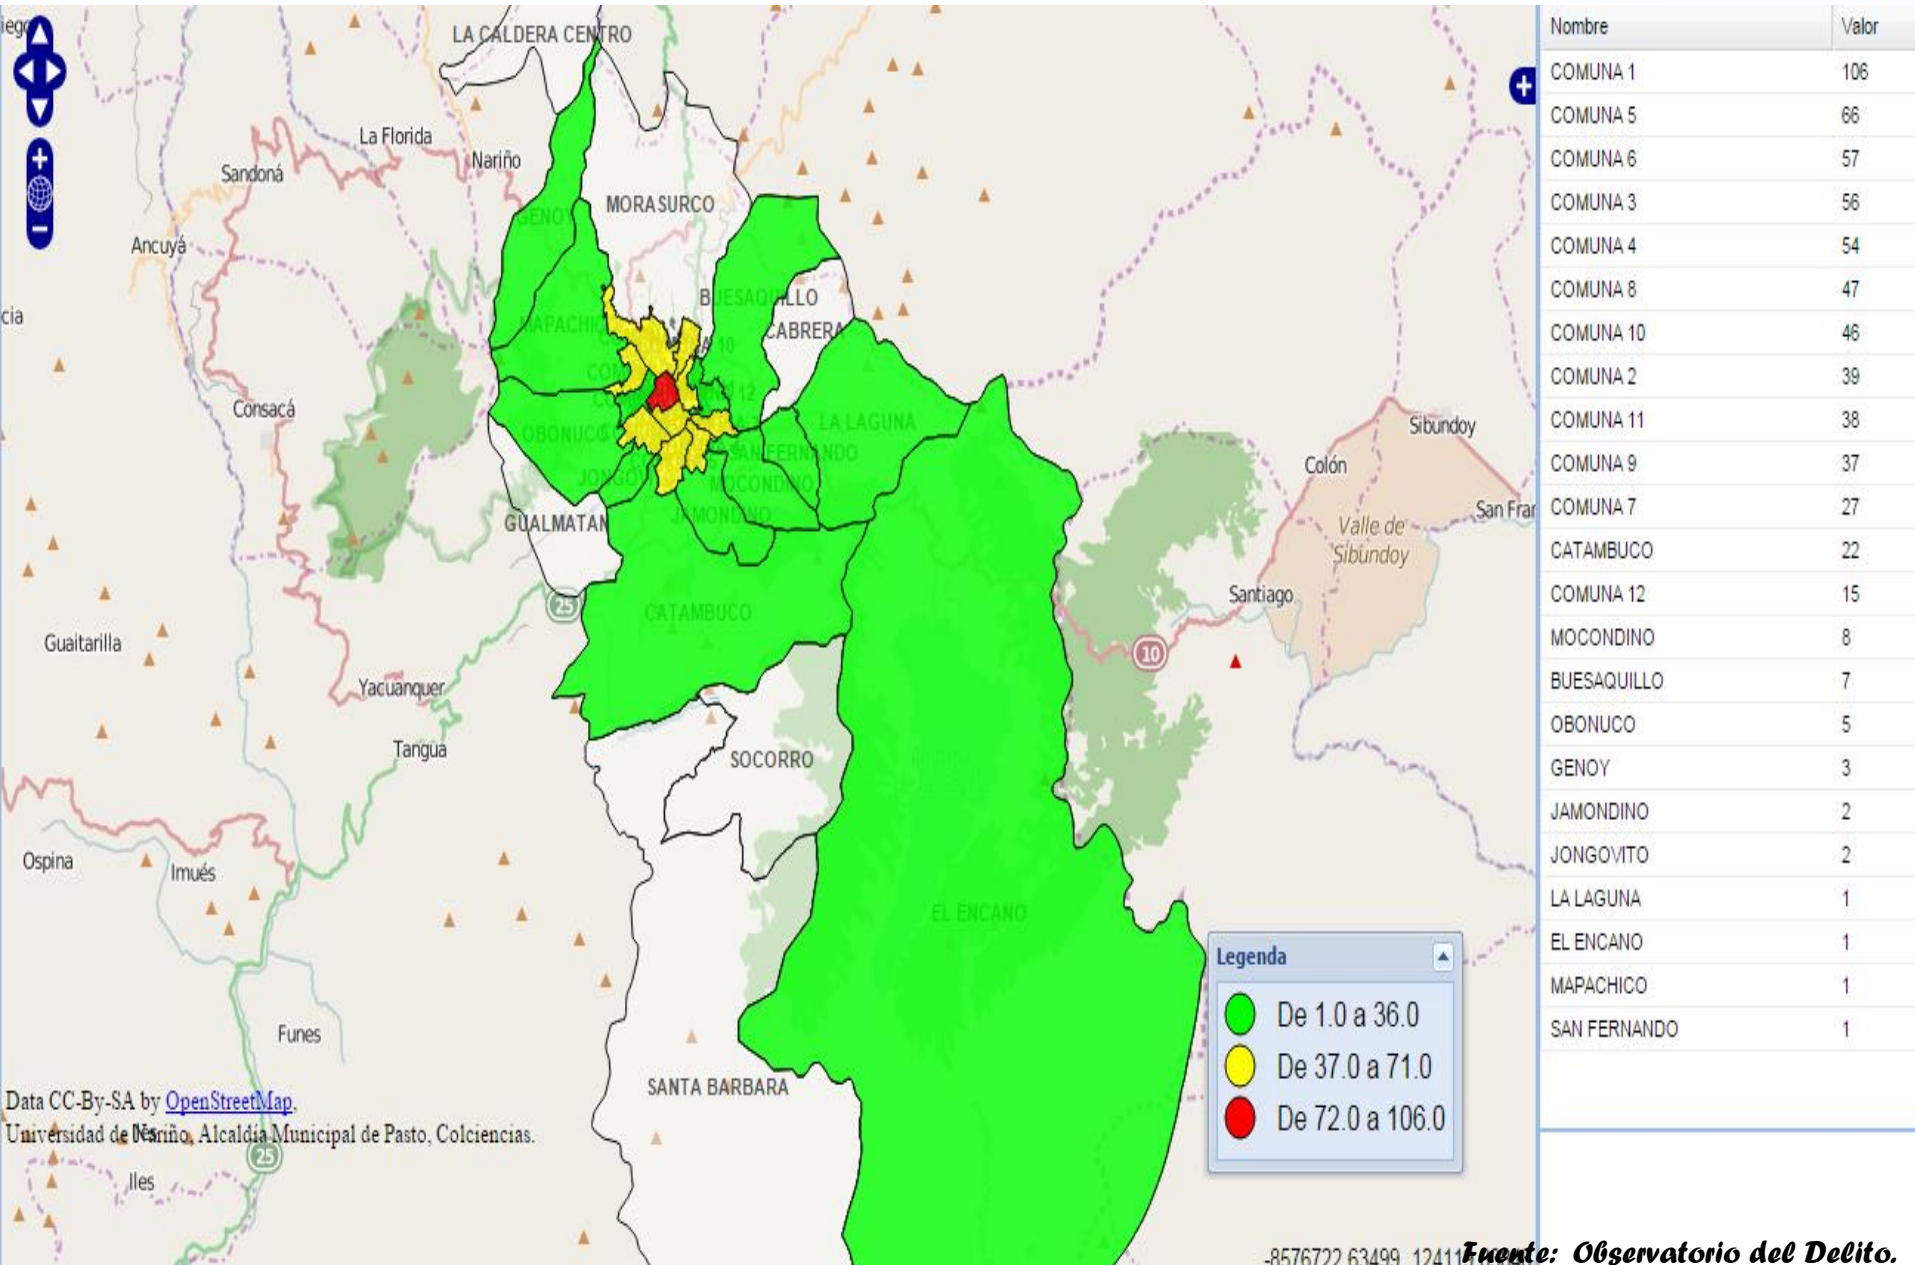 LA CALDERA CENTRO
La Florida
Nariño
Sandoná
MORASURCO
GENOY
Ancuyá
BUESAQUILLO
CABRERA
MAPACHICO
Consacá
OBONUCO
LA LAGUNA
SAN FERNANDO
JONGOVITO
MOCONDINO
GUALMATAN
JAMONDINO
Sibundoy
Colón
San Fran
Valle de
Sibundoy
Santiago
25
10
CATAMBUCO
Guaitarilla
Yacuanquer
Tangua
SOCORRO
Ospina
Imués
EL ENCANO
Funes
SANTA BARBARA
Iles
25
Data CC-By-SA by OpenStreetMap,
Universidad de Nariño, Alcaldia Municipal de Pasto, Colciencias.
Legenda
De 1.0 a 36.0
De 37.0 a 71.0
De 72.0 a 106.0
Nombre Valor
COMUNA 1 106
COMUNA 5 66
COMUNA 6 57
COMUNA 3 56
COMUNA 4 54
COMUNA 8 47
COMUNA 10 46
COMUNA 2 39
COMUNA 11 38
COMUNA 9 37
COMUNA 7 27
CATAMBUCO 22
COMUNA 12 15
MOCONDINO 8
BUESAQUILLO 7
OBONUCO 5
GENOY 3
JAMONDINO 2
JONGOVITO 2
LA LAGUNA 1
EL ENCANO 1
MAPACHICO 1
SAN FERNANDO 1
-8576722.63499,
Fuente: Observatorio del Delito.